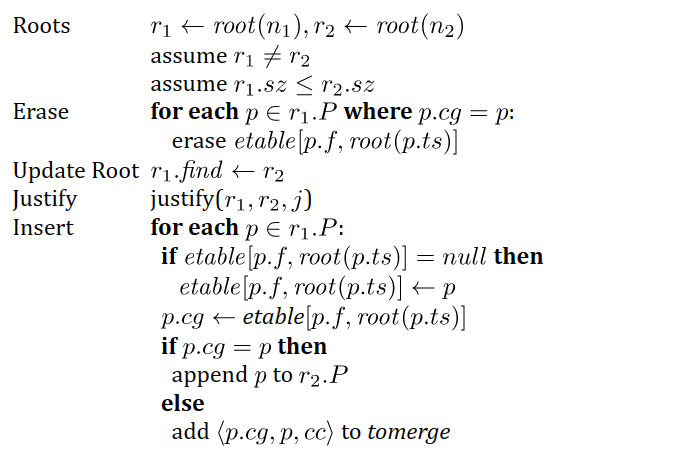 Roots r₁ ← root(n₁), r₂ ← root(n₂)
assume r₁ ≠ r₂
assume r₁.sz ≤ r₂.sz
Erase for each p ∈ r₁.P where p.cg = p:
erase etable[p.f, root(p.ts)]
Update Root r₁.find ← r₂
Justify justify(r₁, r₂, j)
Insert for each p ∈ r₁.P:
if etable[p.f, root(p.ts)] = null then
etable[p.f, root(p.ts)] ← p
p.cg ← etable[p.f, root(p.ts)]
if p.cg = p then
append p to r₂.P
else
add ⟨p.cg, p, cc⟩ to tomerge